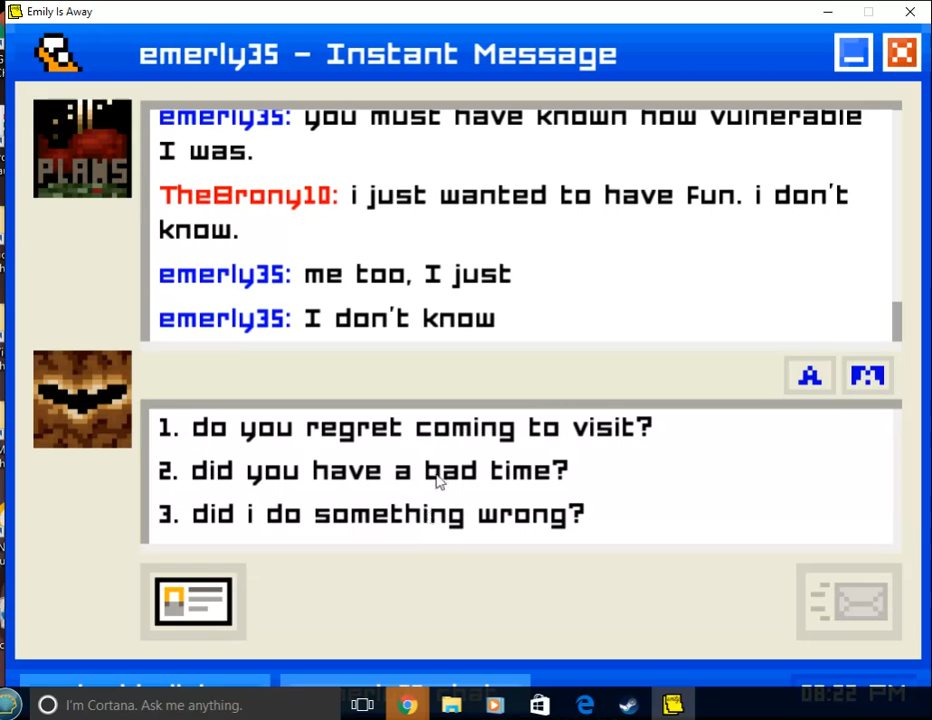 Emily Is Away
emerly35 - Instant Message
PLANS
emerly35: you must have known how vulnerable
I was.
TheBrony10: i just wanted to have fun. i don't
know.
emerly35: me too, I just
emerly35: I don't know
A
1. do you regret coming to visit?
2. did you have a bad time?
3. did i do something wrong?
08:22 PM
I'm Cortana. Ask me anything.